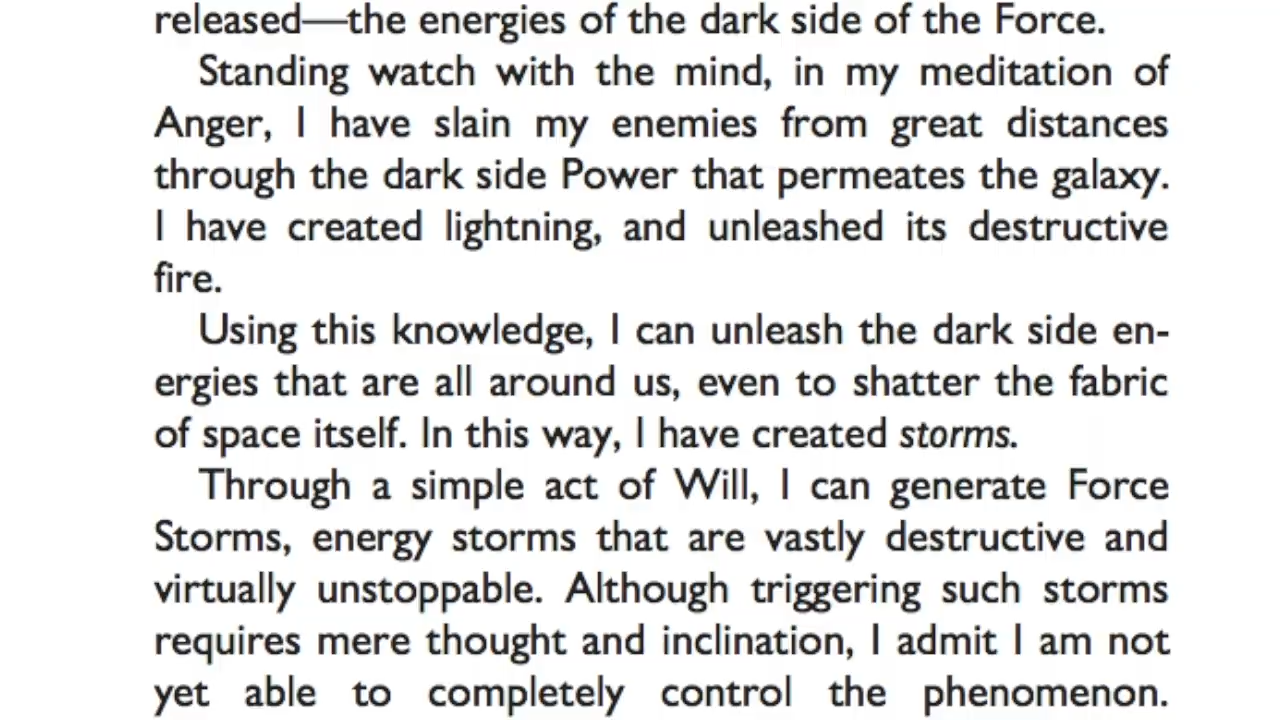 released—the energies of the dark side of the Force.
Standing watch with the mind, in my meditation of
Anger, I have slain my enemies from great distances
through the dark side Power that permeates the galaxy.
I have created lightning, and unleashed its destructive
fire.
Using this knowledge, I can unleash the dark side en-
ergies that are all around us, even to shatter the fabric
of space itself. In this way, I have created storms.
Through a simple act of Will, I can generate Force
Storms, energy storms that are vastly destructive and
virtually unstoppable. Although triggering such storms
requires mere thought and inclination, I admit I am not
yet able to completely control the phenomenon.